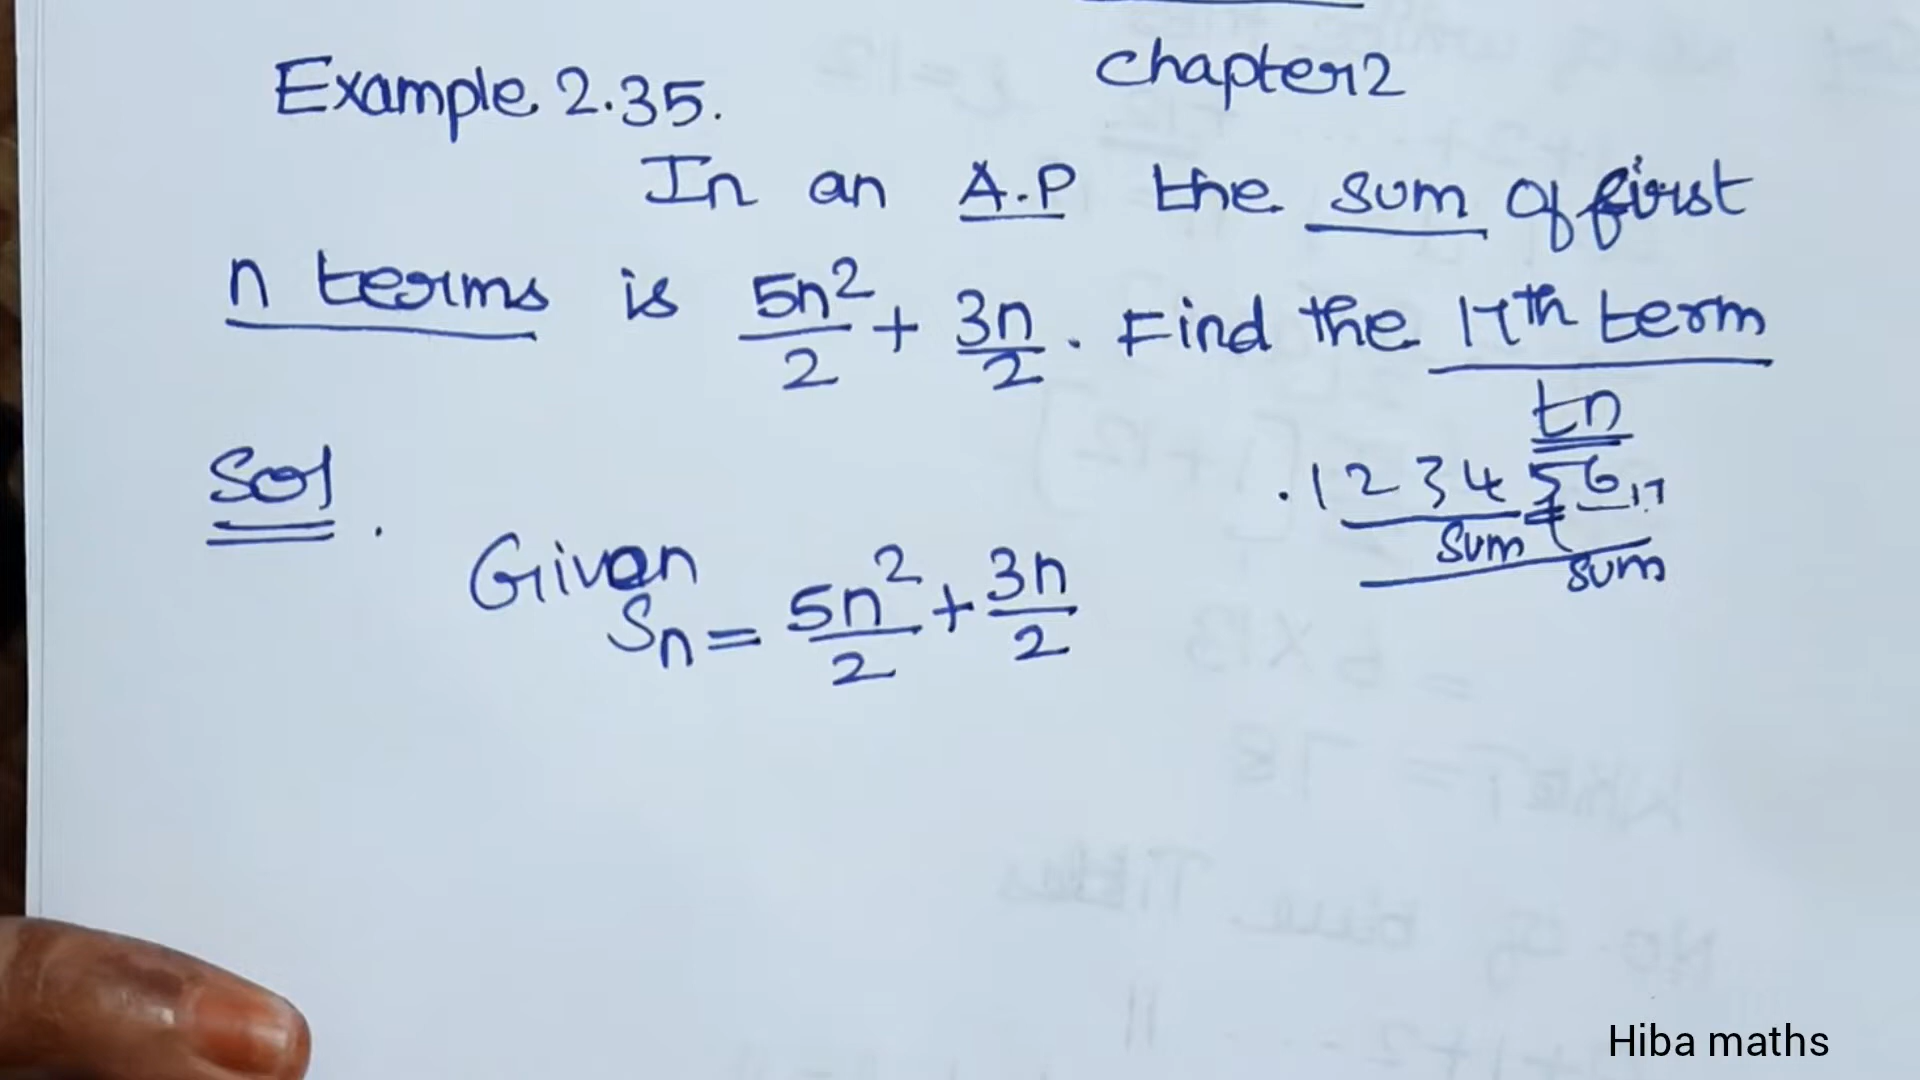 Example 2.35.
chapter 2
In an A.P the sum of first
n terms is 5n²/2 + 3n/2. Find the 17th term
tn
Sol.
.1 2 3 4 5 6 17
sum
sum
Given
Sn = 5n²/2 + 3n/2
Hiba maths